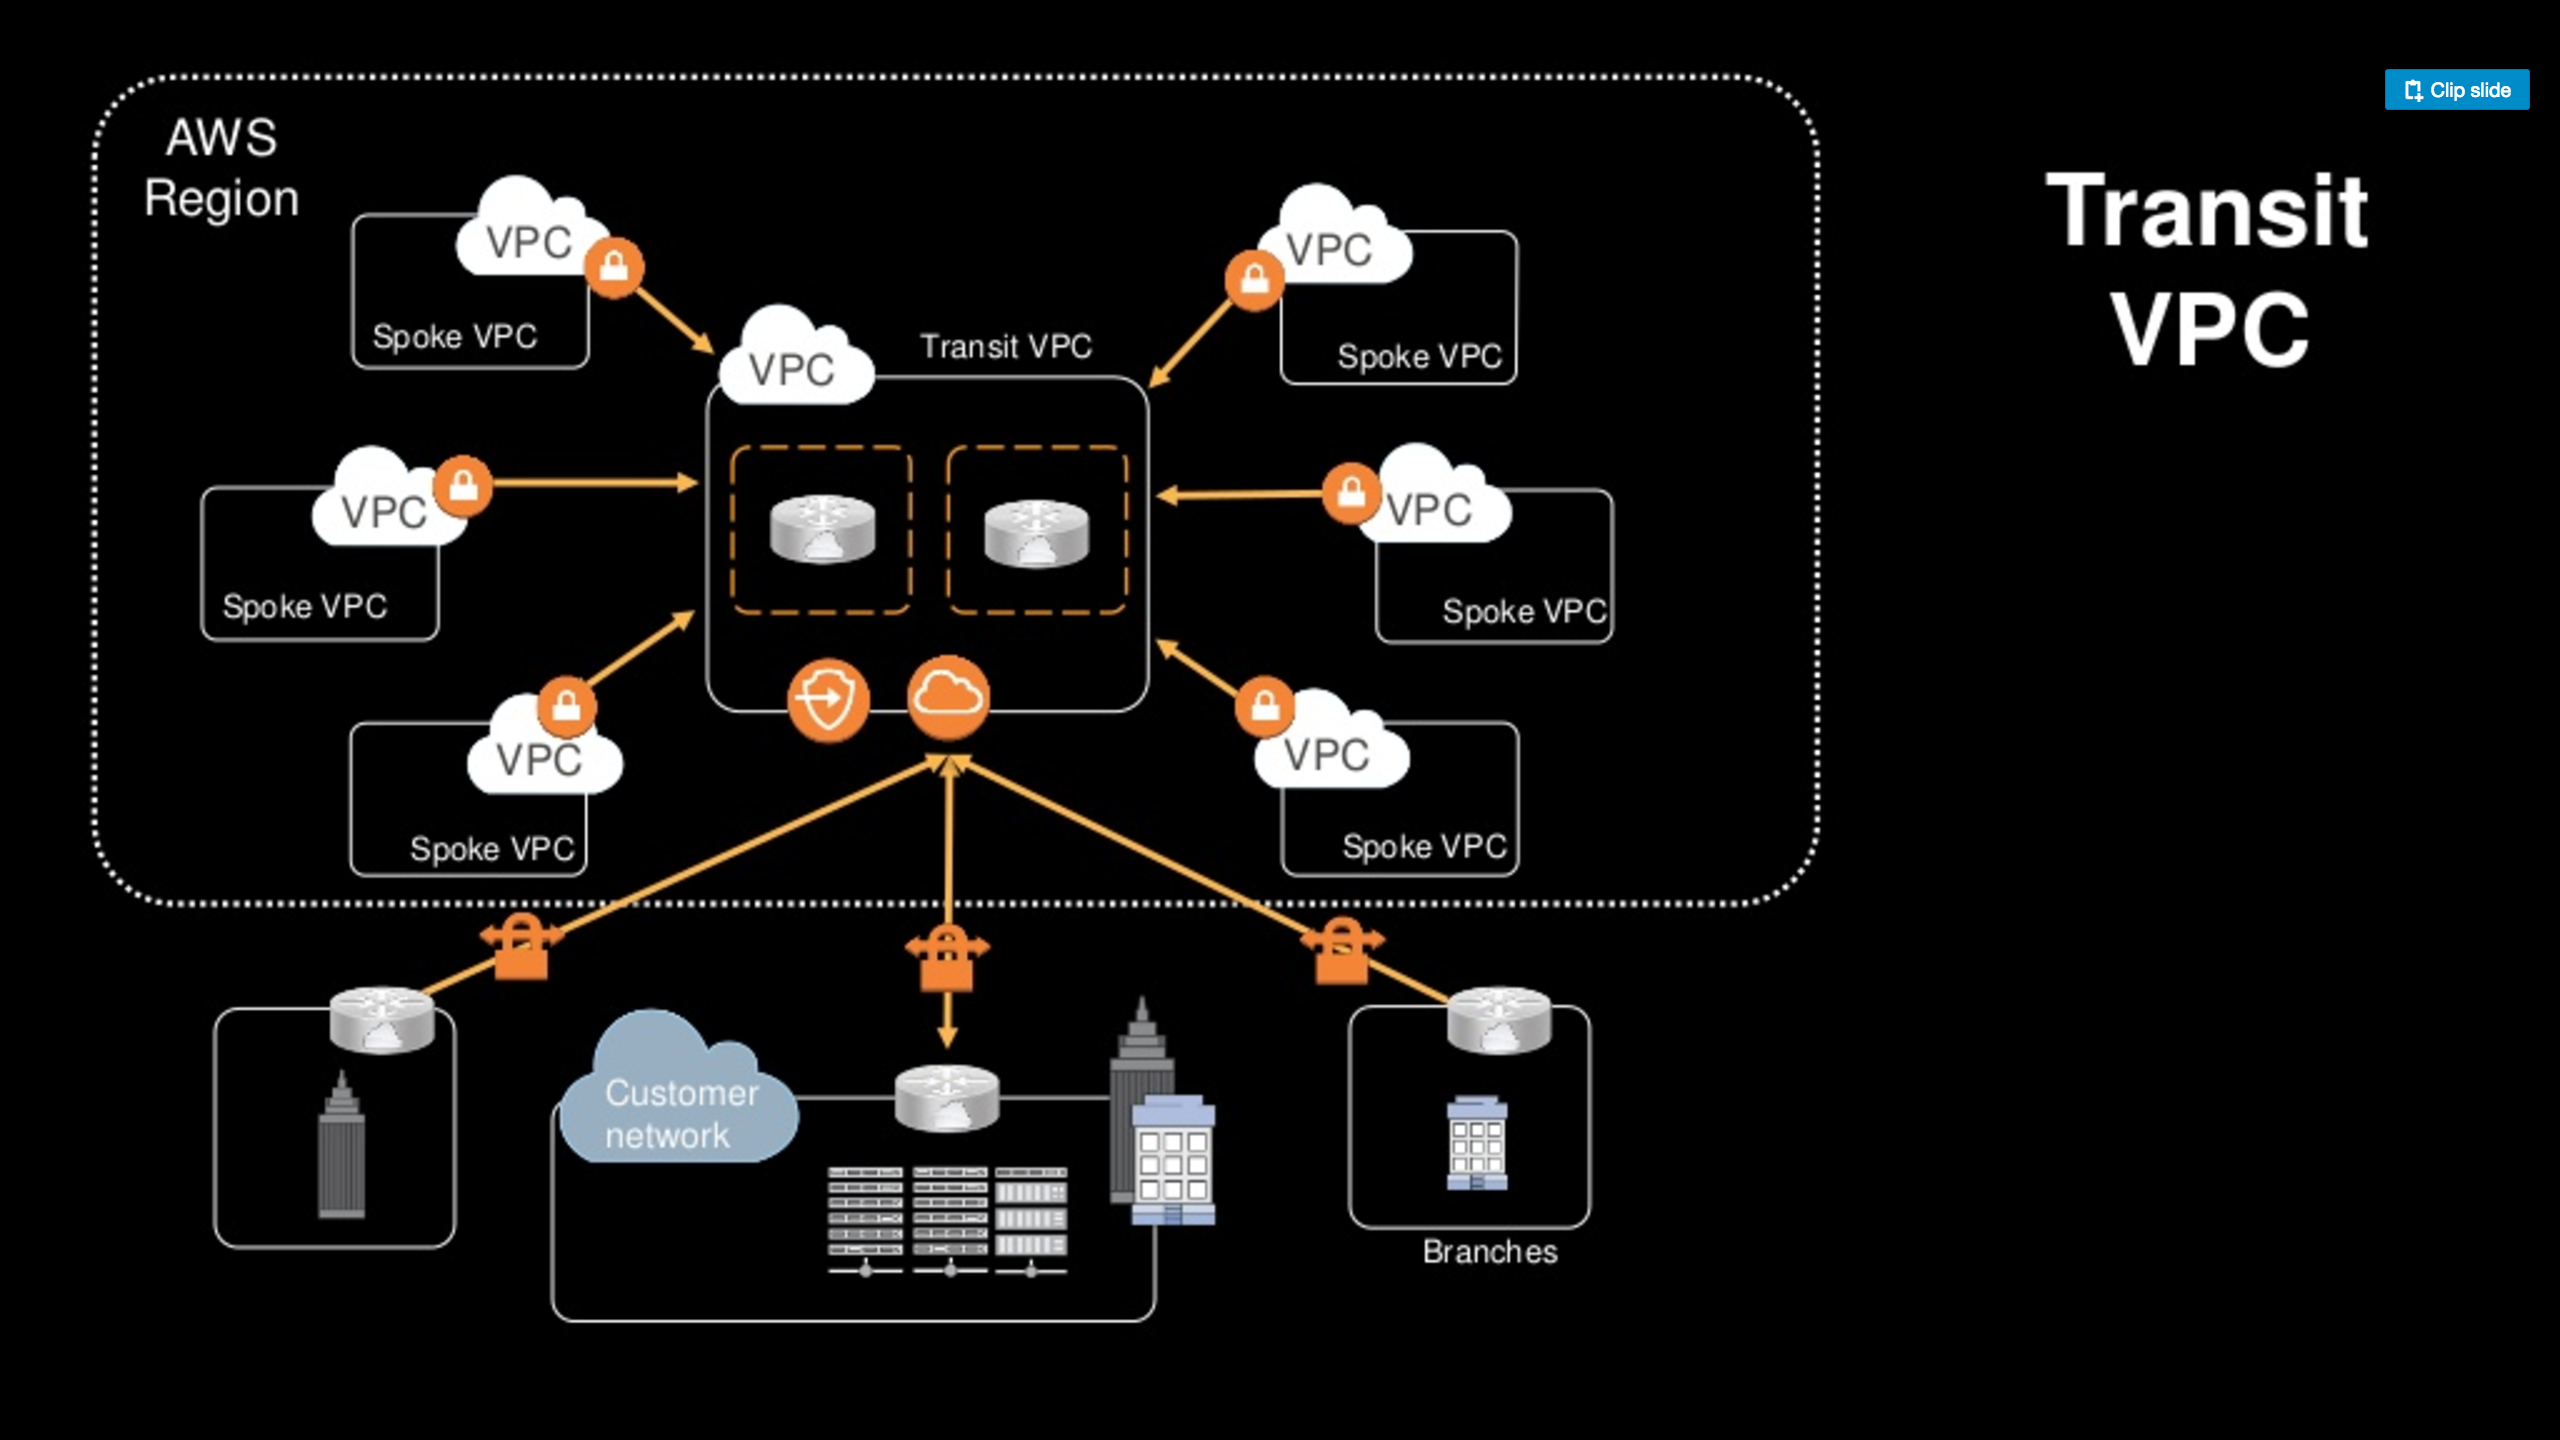 Clip slide
AWS
Region
Transit
VPC
VPC
Spoke VPC
VPC
Spoke VPC
VPC
Transit VPC
VPC
Spoke VPC
VPC
Spoke VPC
VPC
Spoke VPC
VPC
Spoke VPC
Customer
network
Branches